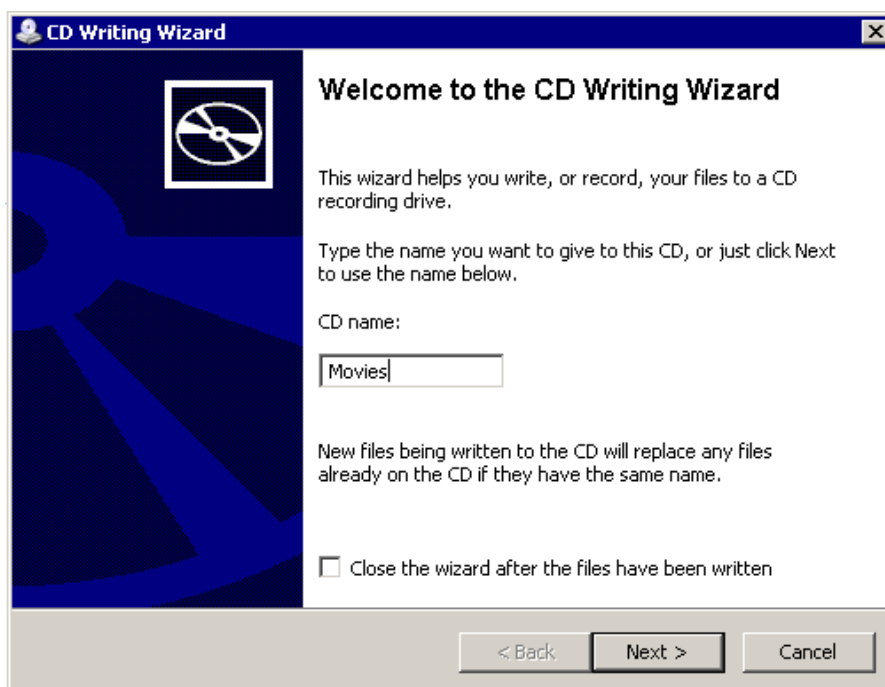 CD Writing Wizard
Welcome to the CD Writing Wizard
This wizard helps you write, or record, your files to a CD
recording drive.
Type the name you want to give to this CD, or just click Next
to use the name below.
CD name:
Movies
New files being written to the CD will replace any files
already on the CD if they have the same name.
Close the wizard after the files have been written
< Back Next > Cancel